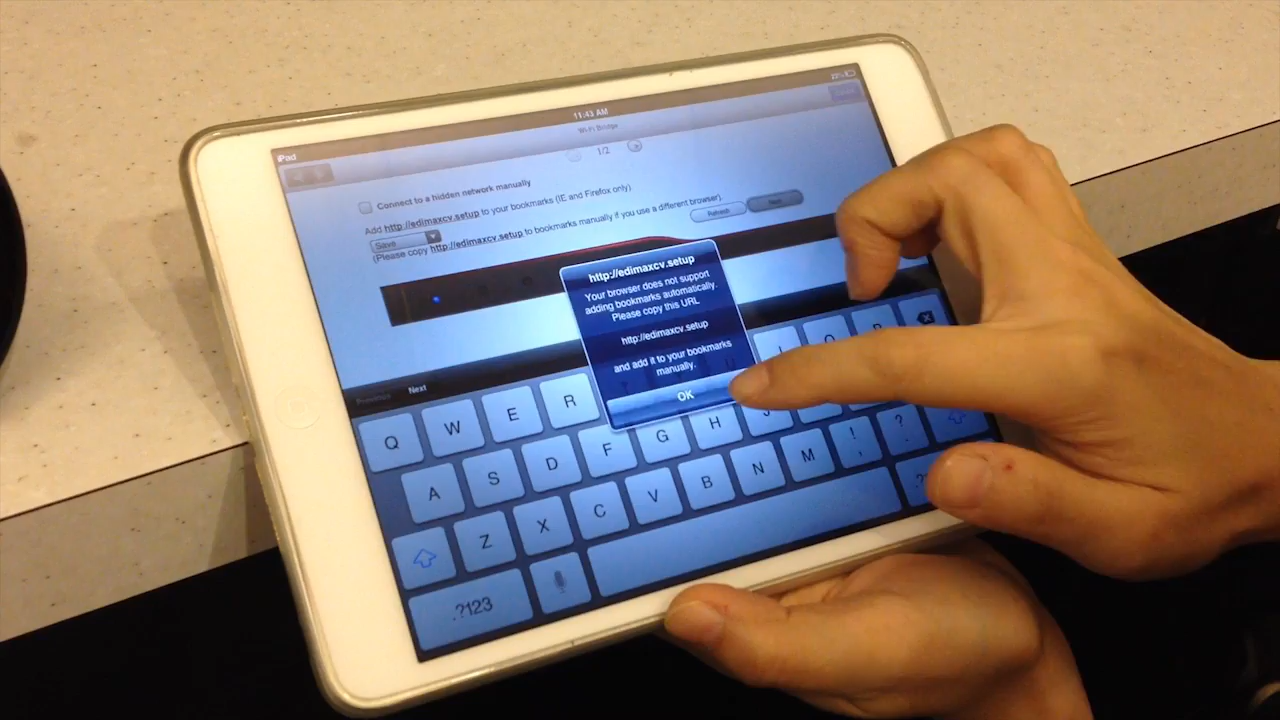 iPad
11:43 AM
Wi-Fi Bridge
1/2
Connect to a hidden network manually
Add http://edimaxcv.setup to your bookmarks (IE and Firefox only)
Save
(Please copy http://edimaxcv.setup to bookmarks manually if you use a different browser)
Refresh
Next
http://edimaxcv.setup
Your browser does not support
adding bookmarks automatically.
Please copy this URL
http://edimaxcv.setup
and add it to your bookmarks
manually.
OK
Previous Next
Q W E R
A S D F G H J
Z X C V B N M ! ?
.?123